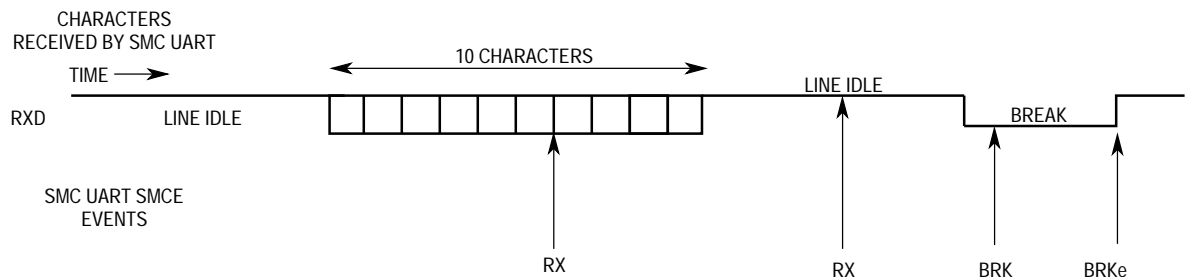 CHARACTERS
RECEIVED BY SMC UART
10 CHARACTERS
TIME
LINE IDLE
RXD
LINE IDLE
BREAK
SMC UART SMCE
EVENTS
RX
RX
BRK
BRKe